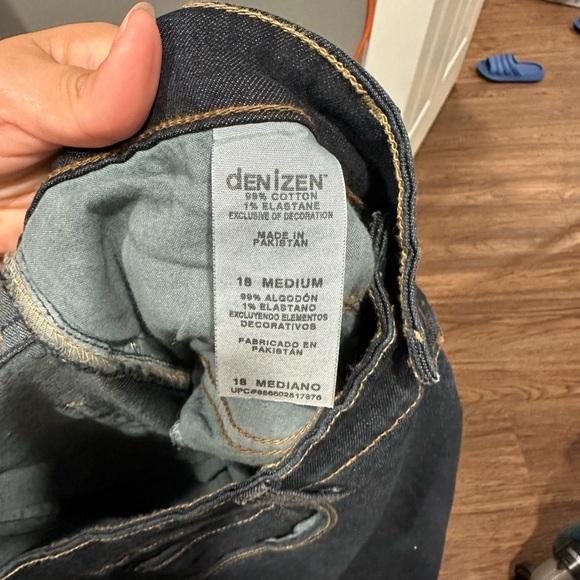 dENiZEN™
99% COTTON
1% ELASTANE
EXCLUSIVE OF DECORATION
MADE IN
PAKISTAN
18 MEDIUM
99% ALGODÓN
1% ELASTANO
EXCLUYENDO ELEMENTOS
DECORATIVOS
FABRICADO EN
PAKISTÁN
18 MEDIANO